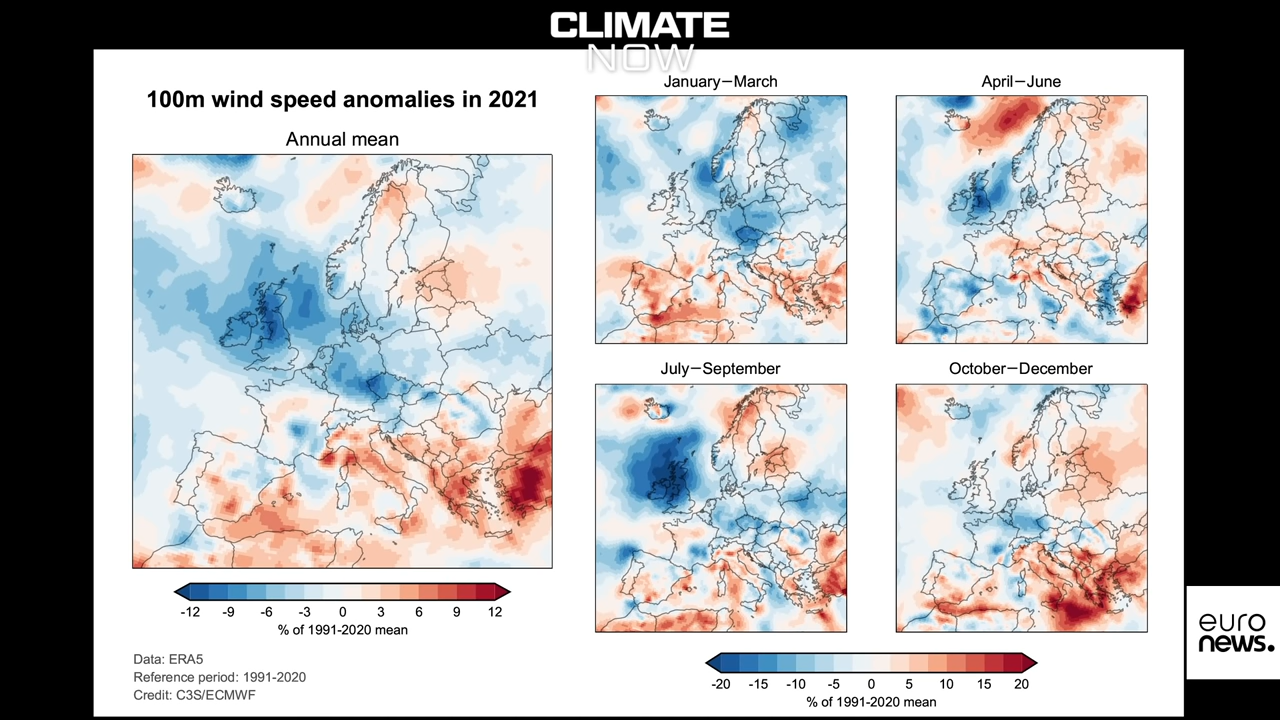 CLIMATE
NOW
100m wind speed anomalies in 2021
Annual mean
-12 -9 -6 -3 0 3 6 9 12
% of 1991-2020 mean
Data: ERA5
Reference period: 1991-2020
Credit: C3S/ECMWF
January−March
April−June
July−September
October−December
-20 -15 -10 -5 0 5 10 15 20
% of 1991-2020 mean
euro
news.